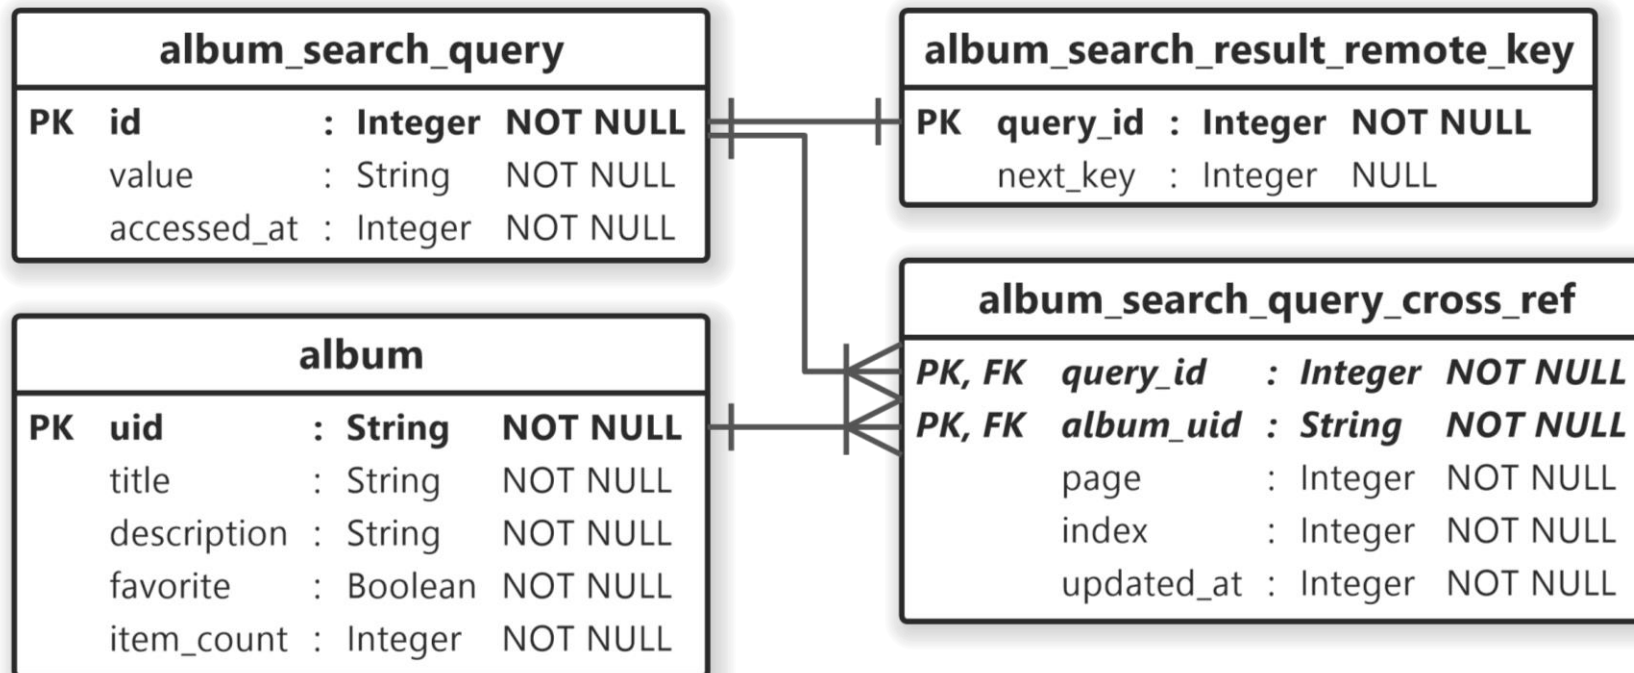 album_search_query
PK id : Integer NOT NULL
value : String NOT NULL
accessed_at : Integer NOT NULL
album_search_result_remote_key
PK query_id : Integer NOT NULL
next_key : Integer NULL
album
PK uid : String NOT NULL
title : String NOT NULL
description : String NOT NULL
favorite : Boolean NOT NULL
item_count : Integer NOT NULL
album_search_query_cross_ref
PK, FK query_id : Integer NOT NULL
PK, FK album_uid : String NOT NULL
page : Integer NOT NULL
index : Integer NOT NULL
updated_at : Integer NOT NULL